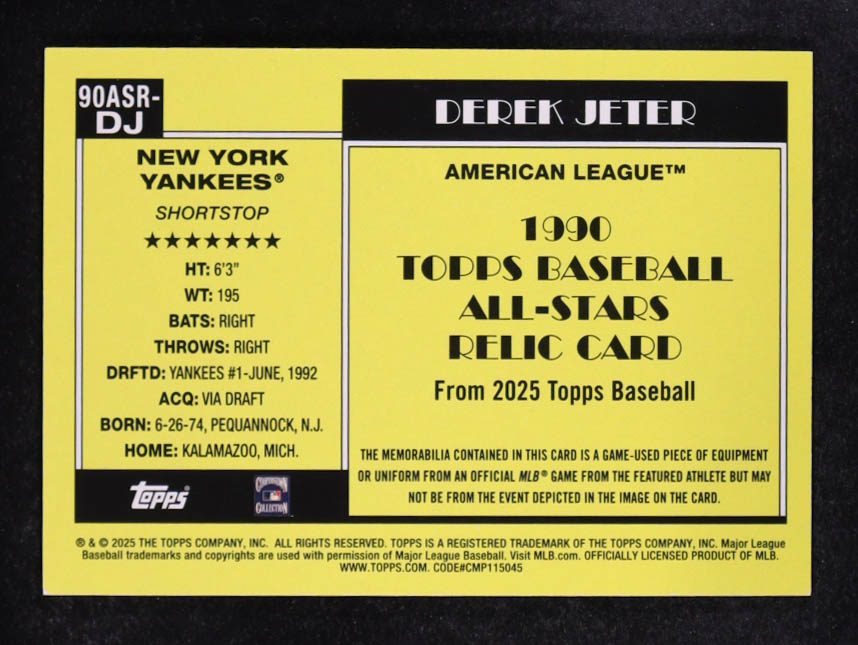 90ASR-
DJ
NEW YORK
YANKEES®
SHORTSTOP
★★★★★★★
HT: 6'3"
WT: 195
BATS: RIGHT
THROWS: RIGHT
DRFTD: YANKEES #1-JUNE, 1992
ACQ: VIA DRAFT
BORN: 6-26-74, PEQUANNOCK, N.J.
HOME: KALAMAZOO, MICH.
topps
COOPERSTOWN
COLLECTION
DEREK JETER
AMERICAN LEAGUE™
1990
TOPPS BASEBALL
ALL-STARS
RELIC CARD
From 2025 Topps Baseball
THE MEMORABILIA CONTAINED IN THIS CARD IS A GAME-USED PIECE OF EQUIPMENT
OR UNIFORM FROM AN OFFICIAL MLB® GAME FROM THE FEATURED ATHLETE BUT MAY
NOT BE FROM THE EVENT DEPICTED IN THE IMAGE ON THE CARD.
® & © 2025 THE TOPPS COMPANY, INC. ALL RIGHTS RESERVED. TOPPS IS A REGISTERED TRADEMARK OF THE TOPPS COMPANY, INC. Major League
Baseball trademarks and copyrights are used with permission of Major League Baseball. Visit MLB.com. OFFICIALLY LICENSED PRODUCT OF MLB.
WWW.TOPPS.COM. CODE#CMP115045